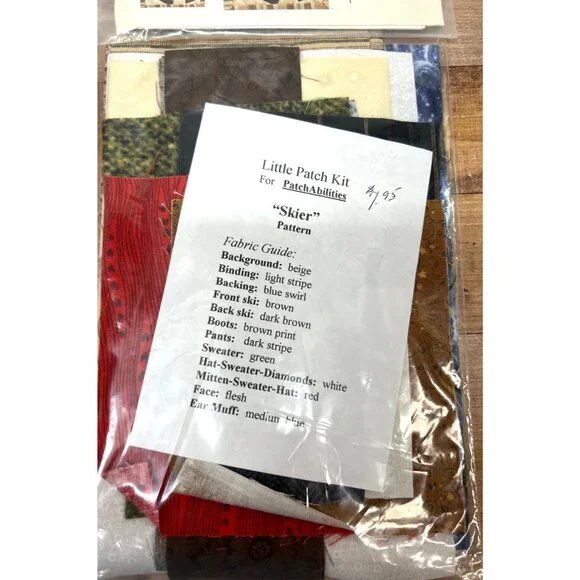 Little Patch Kit
For PatchAbilities
"Skier"
Pattern
Fabric Guide:
Background: beige
Binding: light stripe
Backing: blue swirl
Front ski: brown
Back ski: dark brown
Boots: brown print
Pants: dark stripe
Sweater: green
Hat-Sweater-Diamonds: white
Mitten-Sweater-Hat: red
Face: flesh
Ear Muff: medium blue